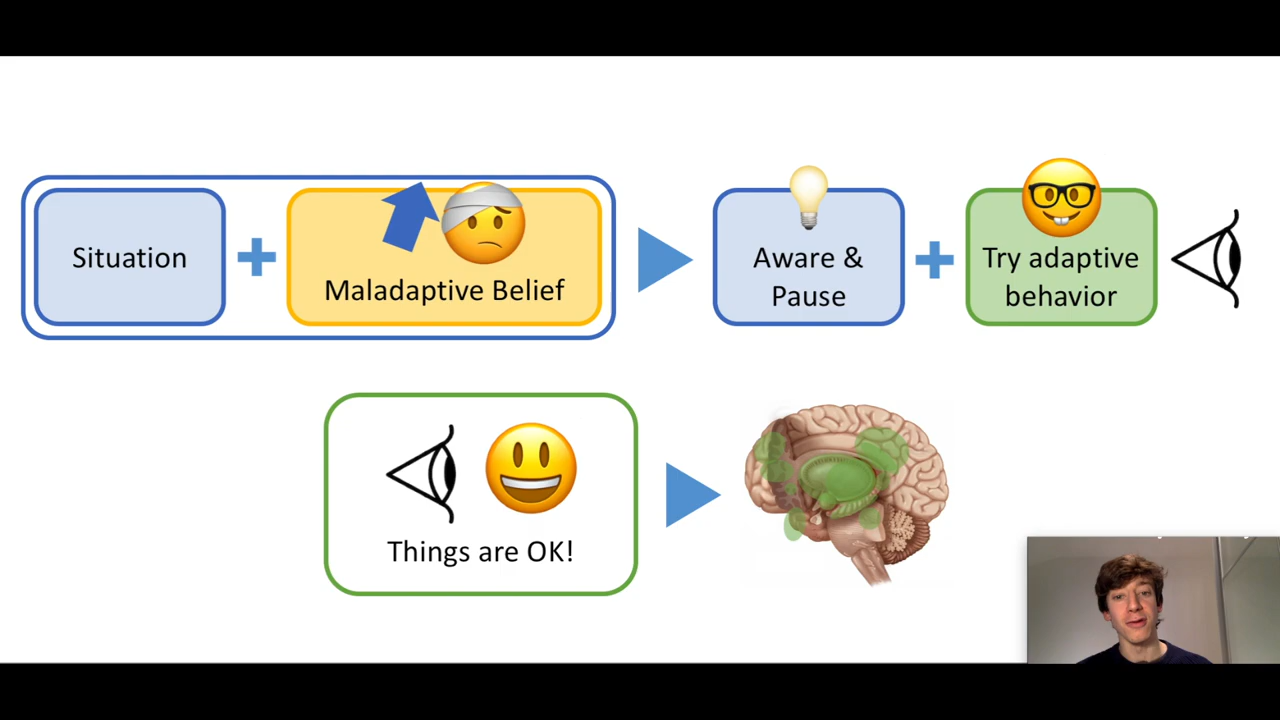 Situation
Maladaptive Belief
Aware &
Pause
Try adaptive
behavior
Things are OK!